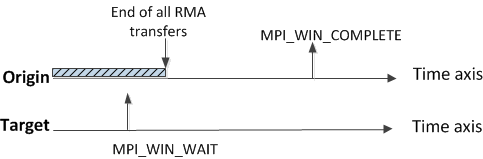 End of all RMA
transfers
MPI_WIN_COMPLETE
Origin
Time axis
Target
Time axis
MPI_WIN_WAIT